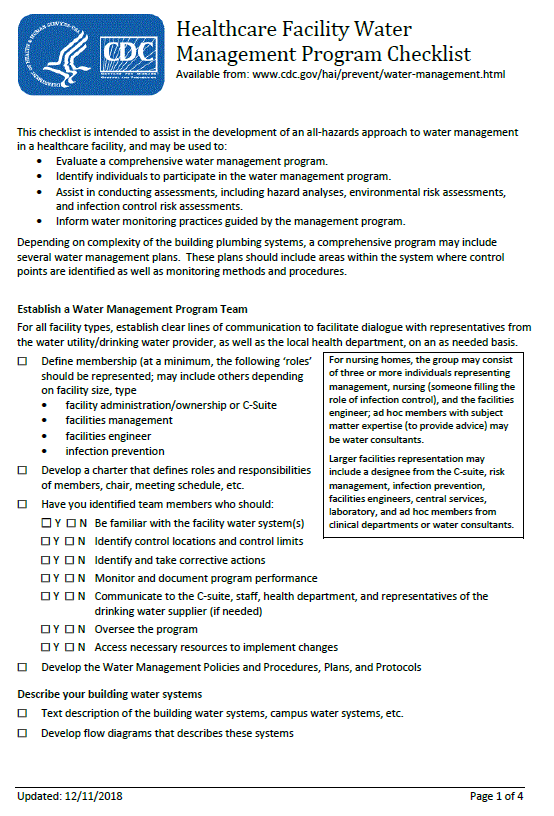 DEPARTMENT OF HEALTH & HUMAN SERVICES • USA
CDC
Healthcare Facility Water
Management Program Checklist
Available from: www.cdc.gov/hai/prevent/water-management.html
This checklist is intended to assist in the development of an all-hazards approach to water management
in a healthcare facility, and may be used to:
• Evaluate a comprehensive water management program.
• Identify individuals to participate in the water management program.
• Assist in conducting assessments, including hazard analyses, environmental risk assessments,
and infection control risk assessments.
• Inform water monitoring practices guided by the management program.
Depending on complexity of the building plumbing systems, a comprehensive program may include
several water management plans. These plans should include areas within the system where control
points are identified as well as monitoring methods and procedures.
Establish a Water Management Program Team
For all facility types, establish clear lines of communication to facilitate dialogue with representatives from
the water utility/drinking water provider, as well as the local health department, on an as needed basis.
☐ Define membership (at a minimum, the following ‘roles’
should be represented; may include others depending
on facility size, type
• facility administration/ownership or C-Suite
• facilities management
• facilities engineer
• infection prevention
☐ Develop a charter that defines roles and responsibilities
of members, chair, meeting schedule, etc.
☐ Have you identified team members who should:
☐ Y ☐ N Be familiar with the facility water system(s)
☐ Y ☐ N Identify control locations and control limits
☐ Y ☐ N Identify and take corrective actions
☐ Y ☐ N Monitor and document program performance
☐ Y ☐ N Communicate to the C-suite, staff, health department, and representatives of the
drinking water supplier (if needed)
☐ Y ☐ N Oversee the program
☐ Y ☐ N Access necessary resources to implement changes
☐ Develop the Water Management Policies and Procedures, Plans, and Protocols
For nursing homes, the group may consist
of three or more individuals representing
management, nursing (someone filling the
role of infection control), and the facilities
engineer; ad hoc members with subject
matter expertise (to provide advice) may
be water consultants.
Larger facilities representation may
include a designee from the C-suite, risk
management, infection prevention,
facilities engineers, central services,
laboratory, and ad hoc members from
clinical departments or water consultants.
Describe your building water systems
☐ Text description of the building water systems, campus water systems, etc.
☐ Develop flow diagrams that describes these systems
Updated: 12/11/2018
Page 1 of 4